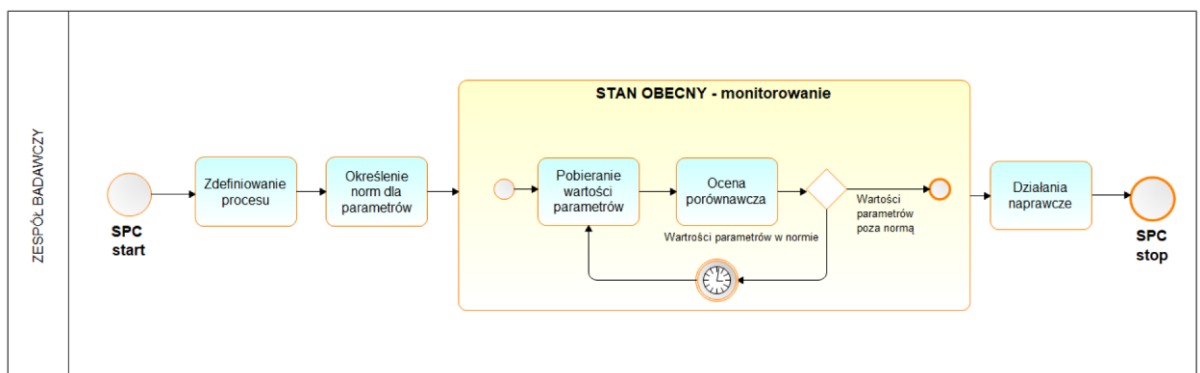 ZESPÓŁ BADAWCZY
SPC
start
Zdefiniowanie
procesu
Określenie
norm dla
parametrów
STAN OBECNY - monitorowanie
Pobieranie
wartości
parametrów
Ocena
porównawcza
Wartrości parametrów w normie
Wartości
parametrów
poza normą
Działania
naprawcze
SPC
stop